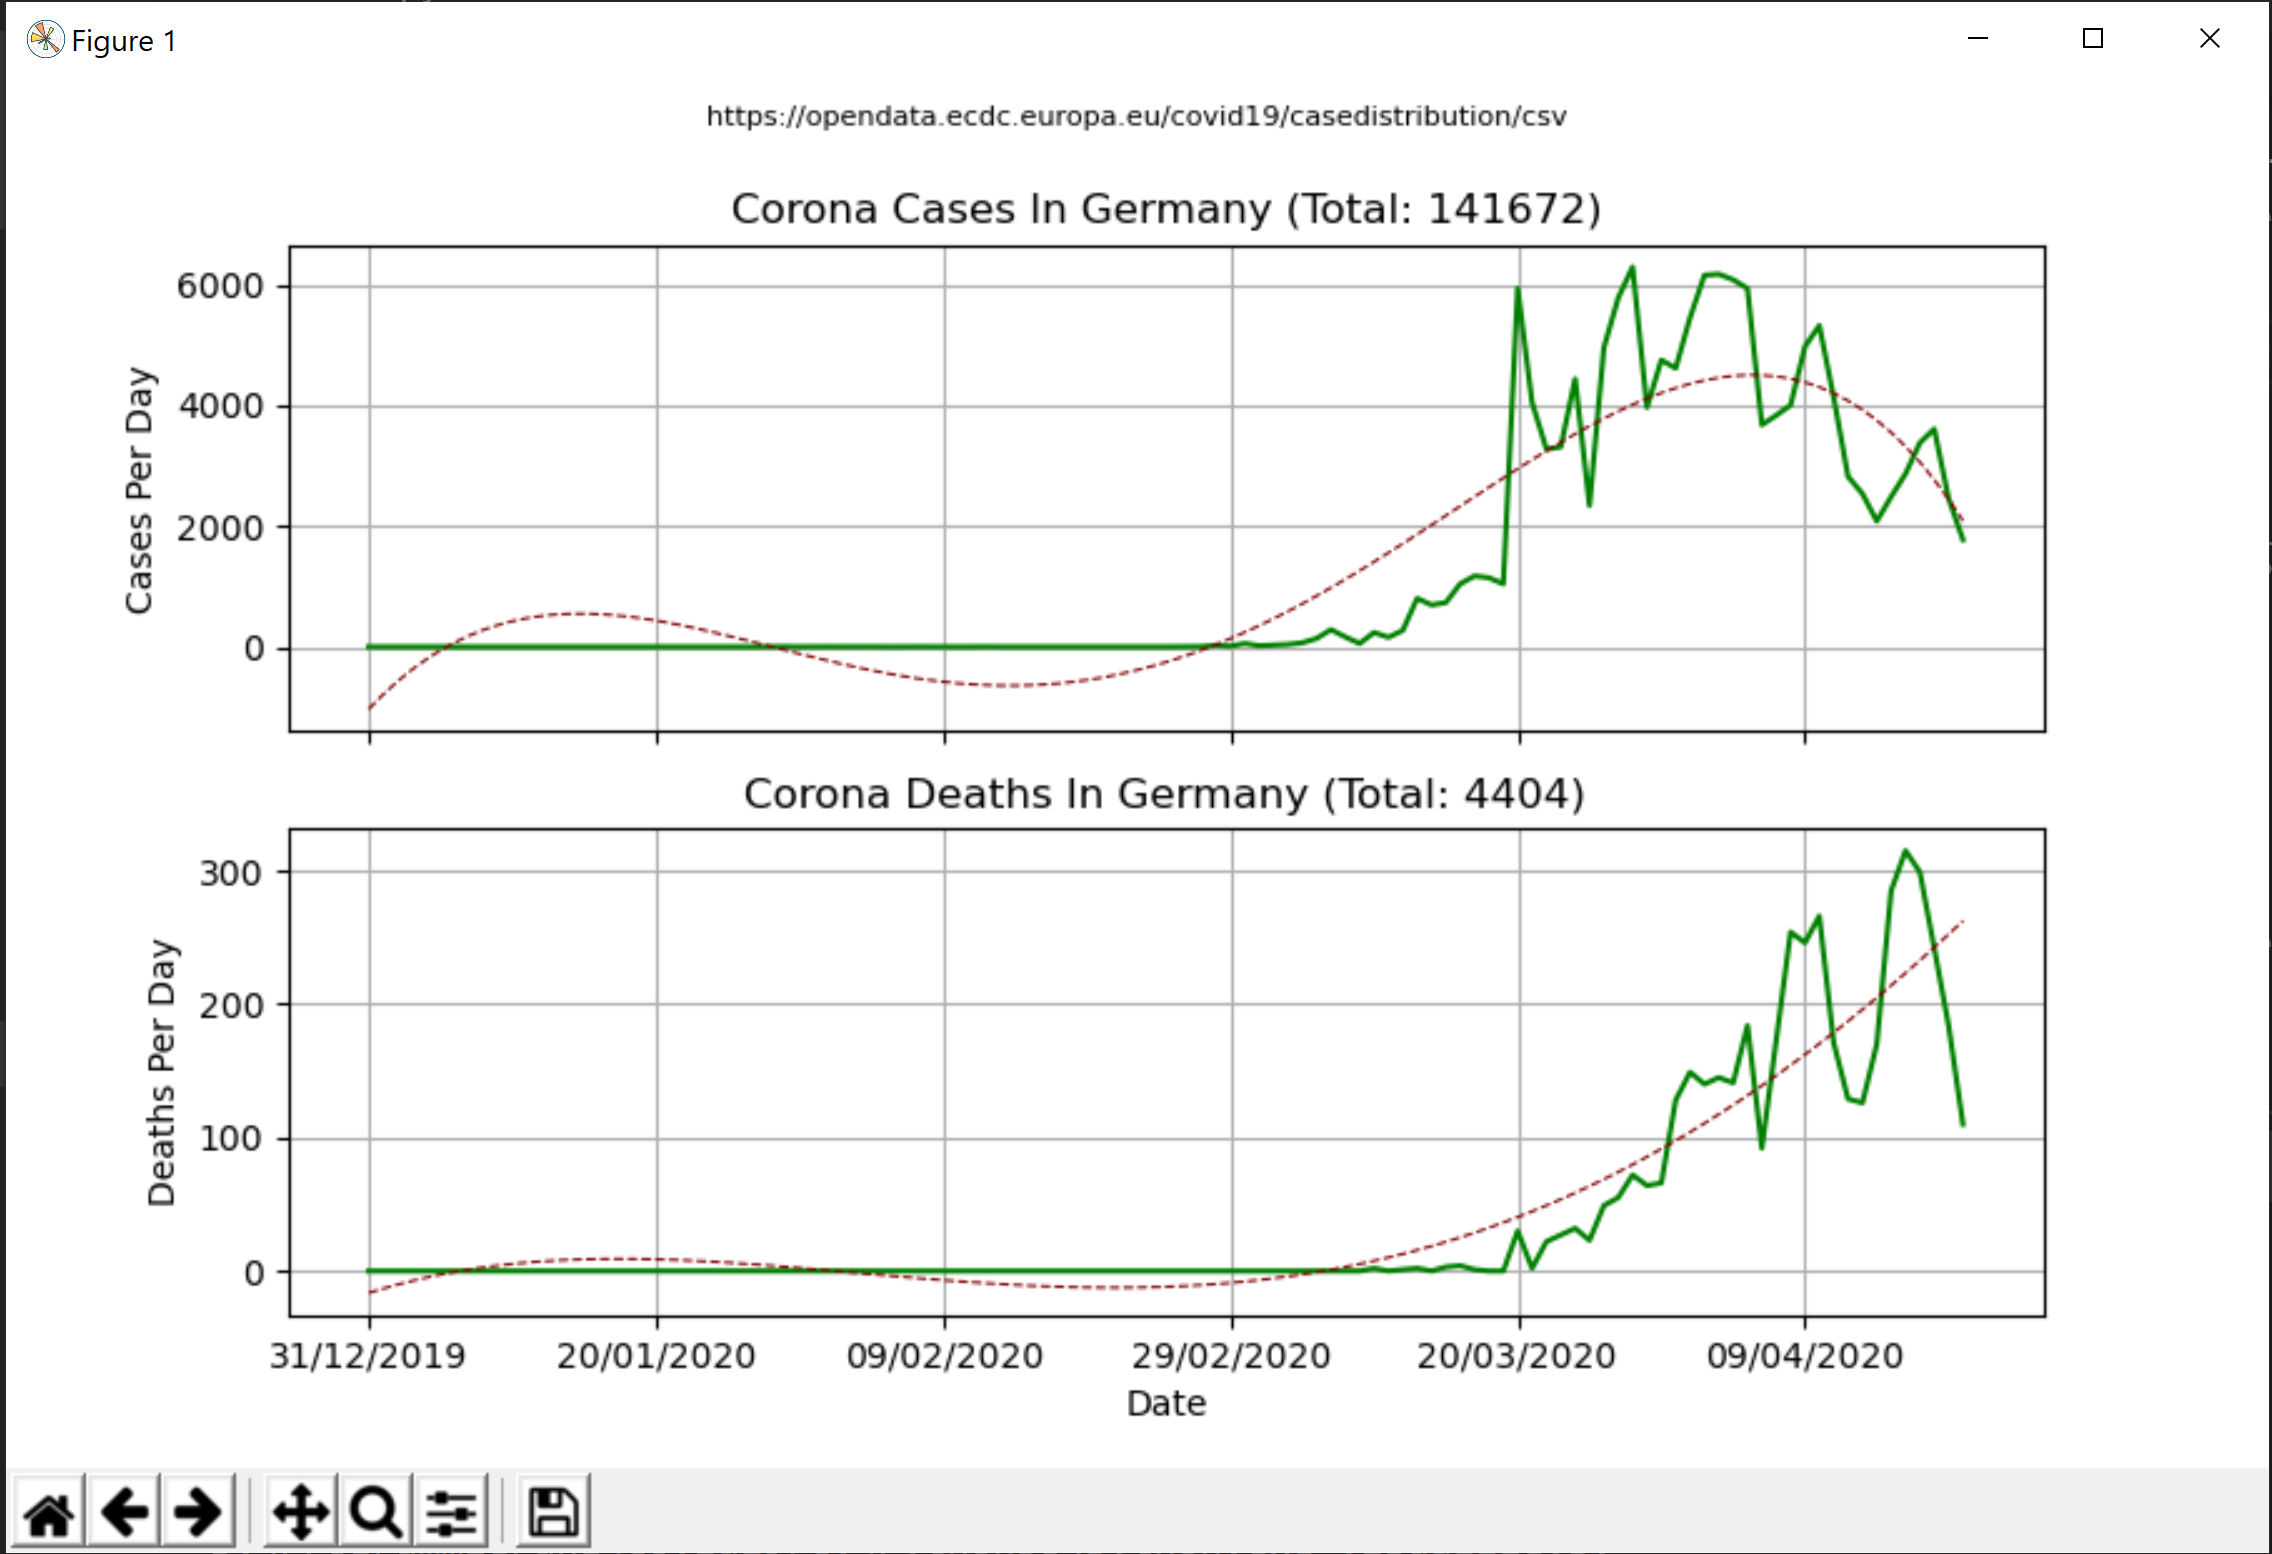 Figure 1
https://opendata.ecdc.europa.eu/covid19/casedistribution/csv
Corona Cases In Germany (Total: 141672)
Cases Per Day
6000
4000
2000
0
Corona Deaths In Germany (Total: 4404)
Deaths Per Day
300
200
100
0
31/12/2019 20/01/2020 09/02/2020 29/02/2020 20/03/2020 09/04/2020
Date